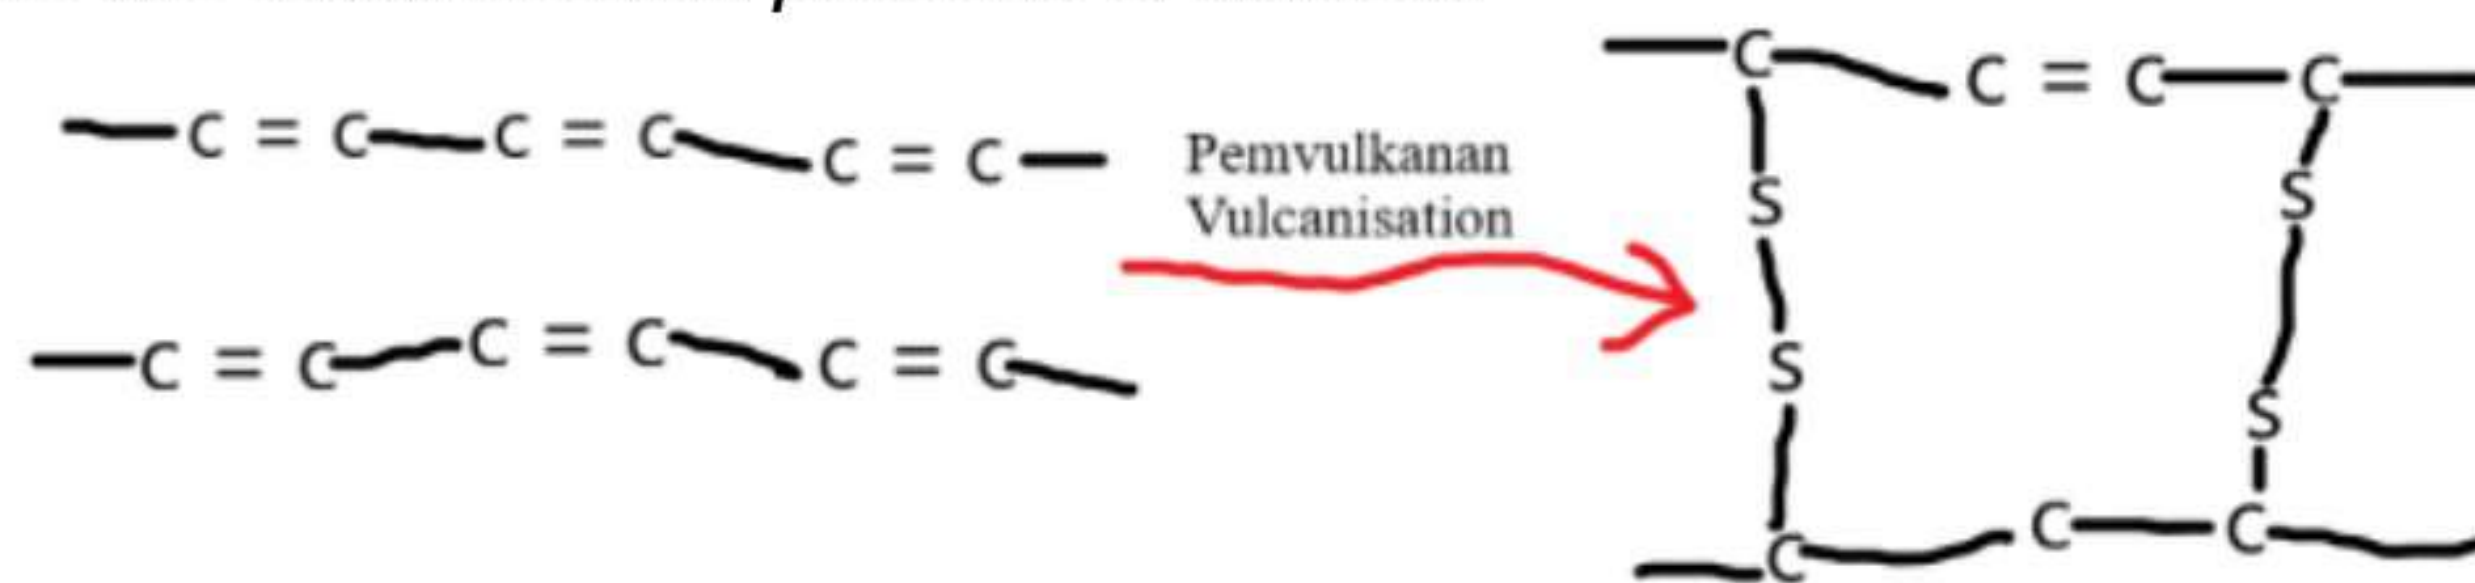 — C = C — C = C — C = C —
— C = C — C = C — C = C —
Pemvulkanan
Vulcanisation
— C — C = C — C —
S S
S S
— C — C — C —